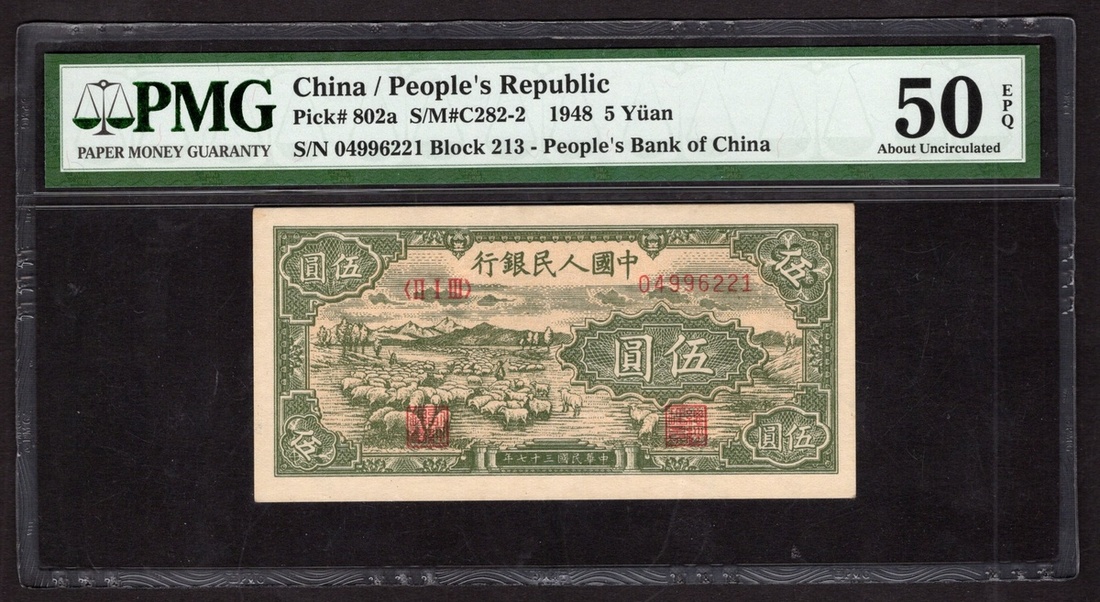 PMG
PAPER MONEY GUARANTY
China / People's Republic
Pick# 802a S/M#C282-2 1948 5 Yüan
S/N 04996221 Block 213 - People's Bank of China
50
EPQ
About Uncirculated
中國人民銀行
伍圓
伍
〈II I III〉
04996221
伍圓
伍
伍圓
中華民國三十七年